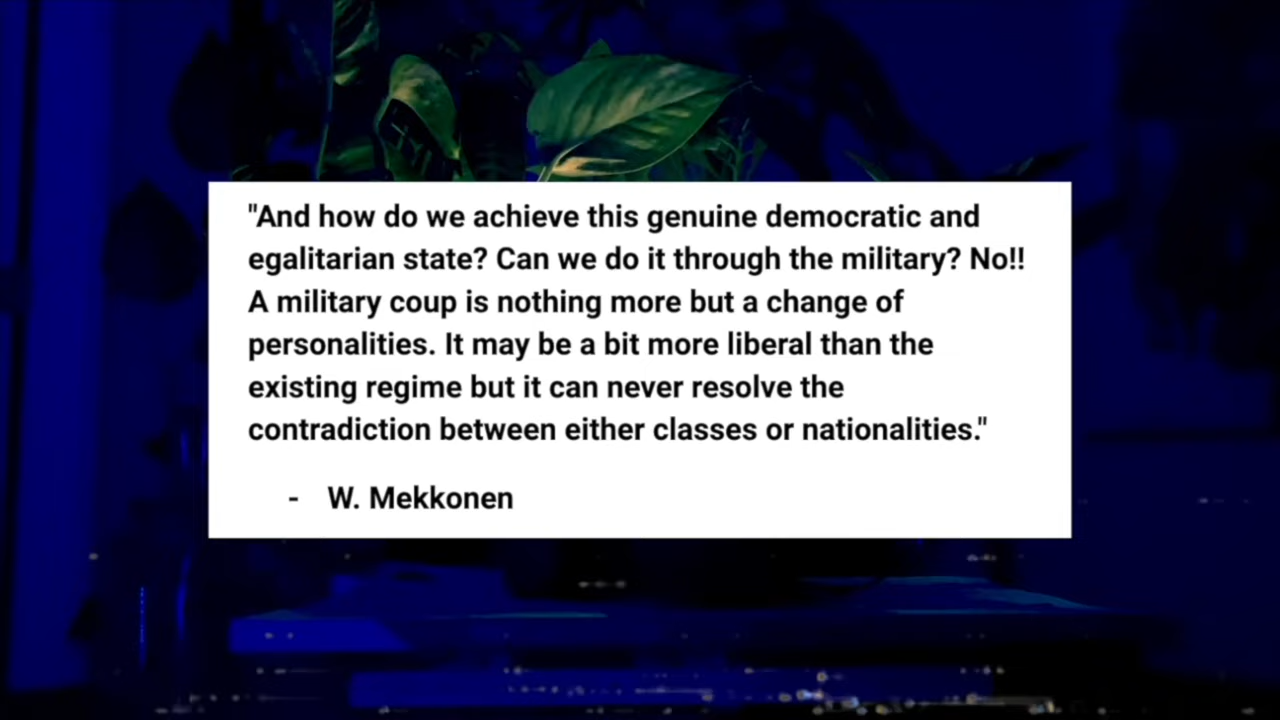 "And how do we achieve this genuine democratic and
egalitarian state? Can we do it through the military? No!!
A military coup is nothing more but a change of
personalities. It may be a bit more liberal than the
existing regime but it can never resolve the
contradiction between either classes or nationalities."
- W. Mekkonen